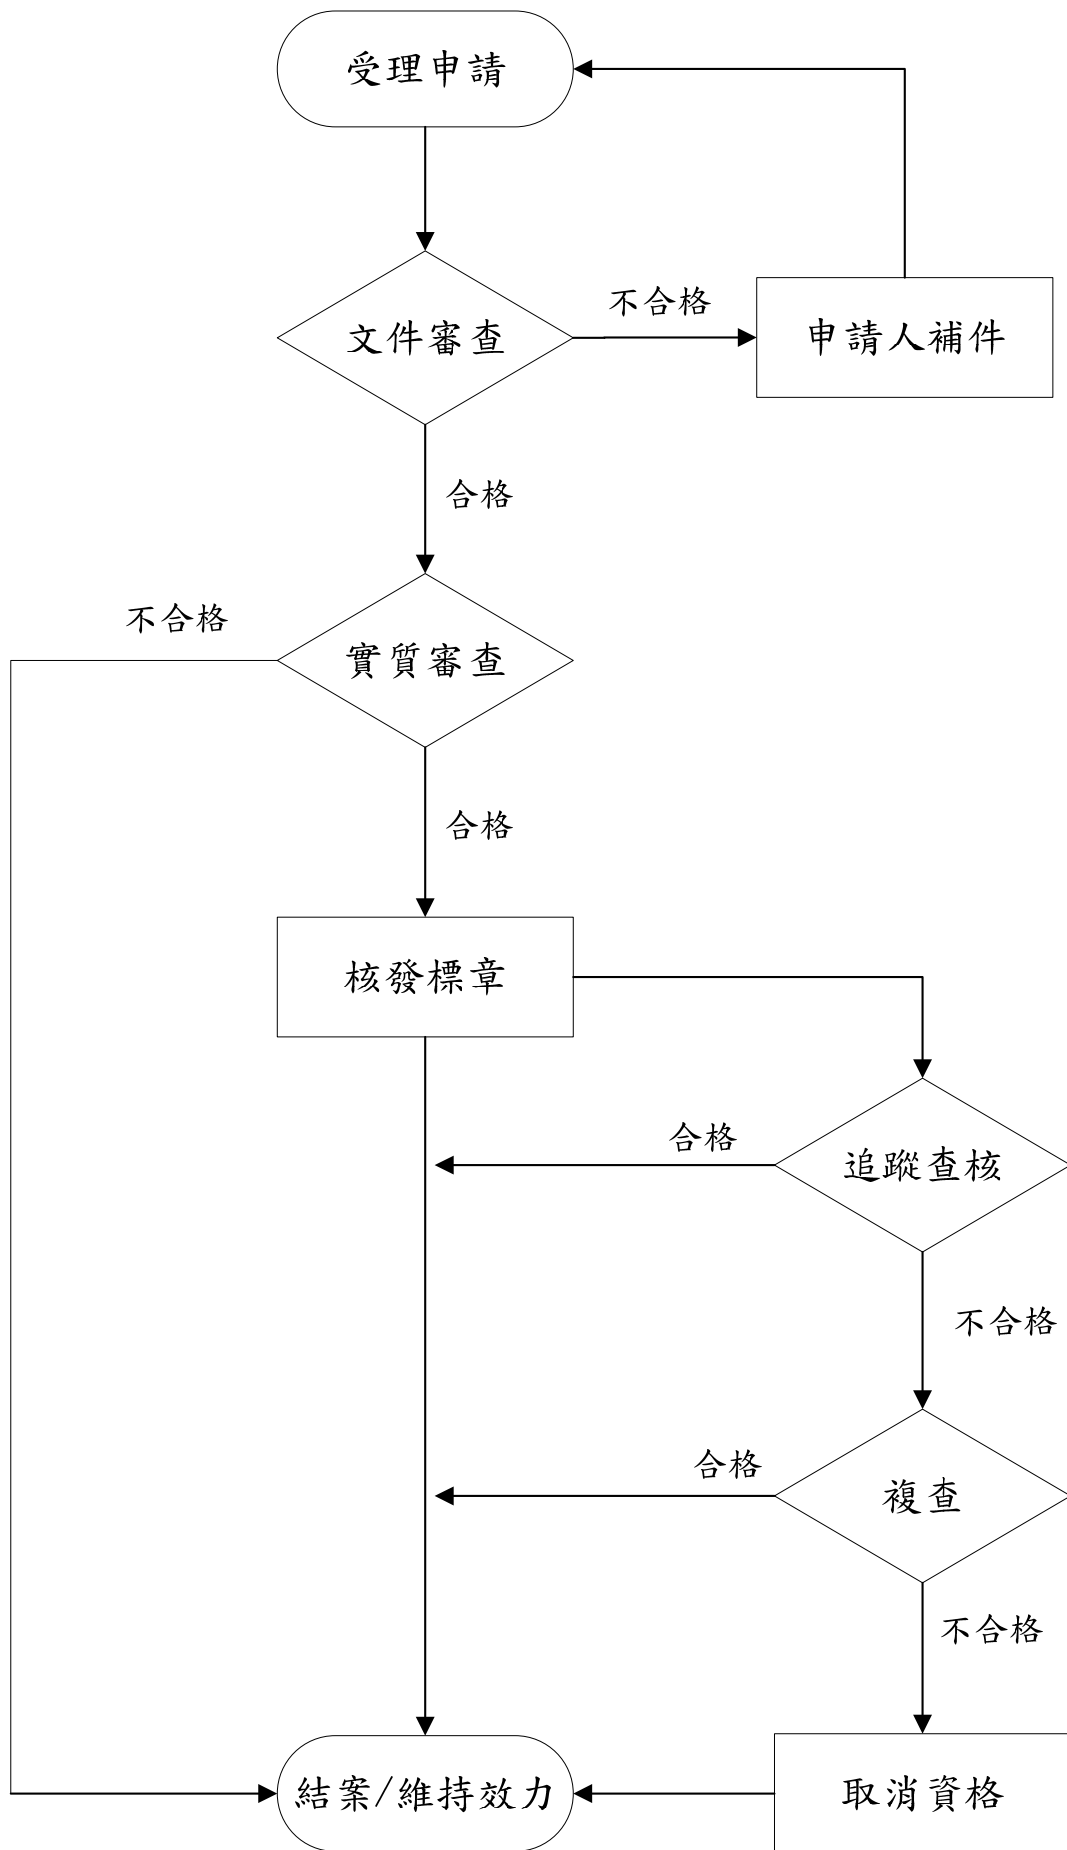 受理申請
不合格
文件審查
申請人補件
合格
不合格
實質審查
合格
核發標章
合格
追蹤查核
不合格
合格
複查
不合格
結案/維持效力
取消資格